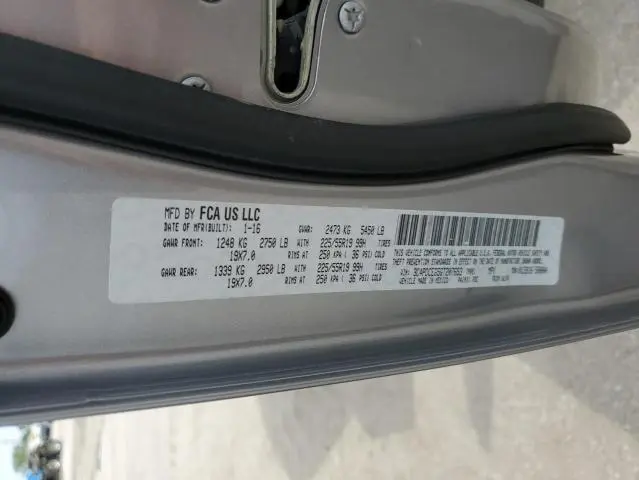 MFD BY FCA US LLC
DATE OF MFR(BUILT): 1-16 GVWR: 2473 KG 5450 LB
GAWR FRONT: 1248 KG 2750 LB WITH 225/55R19 99H TIRES
19X7.0 RIMS AT 250 KPA ( 36 PSI) COLD
GAWR REAR: 1339 KG 2950 LB WITH 225/55R19 99H TIRES
19X7.0 RIMS AT 250 KPA ( 36 PSI) COLD
THIS VEHICLE CONFORMS TO ALL APPLICABLE U.S.A. FEDERAL MOTOR VEHICLE SAFETY AND
THEFT PREVENTION STANDARDS IN EFFECT ON THE DATE OF MANUFACTURE SHOWN ABOVE.
VIN: TYPE: MPV
VEHICLE MADE IN MEXICO PAINT: